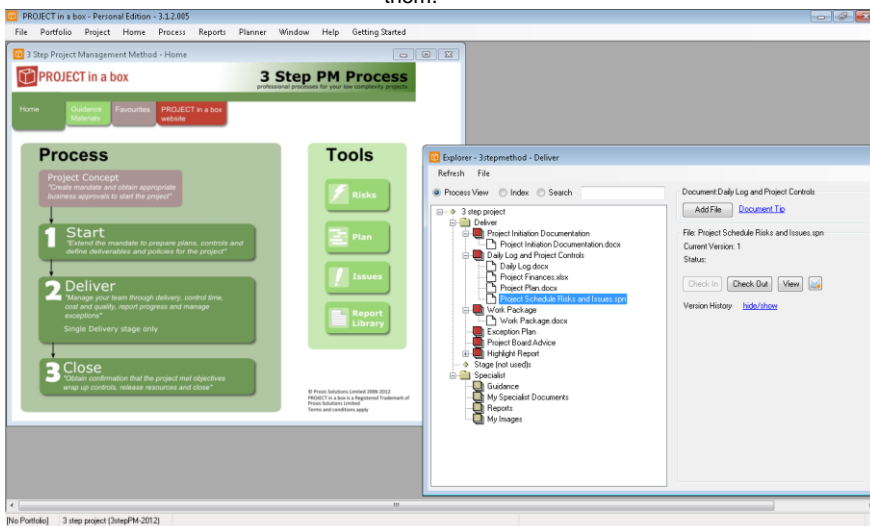 them.
PROJECT in a box - Personal Edition - 3.1.2.005
File Portfolio Project Home Process Reports Planner Window Help Getting Started
3 Step Project Management Method - Home
PROJECT in a box
3 Step PM Process
professional processes for your low complexity projects
Home
Guidance Materials
Favourites
PROJECT in a box website
Process
Project Concept
"Create mandate and obtain appropriate
business approvals to start the project"
1 Start
"Extend the mandate to prepare plans, controls and
define deliverables and policies for the project"
2 Deliver
"Manage your team through delivery, control time,
cost and quality, report progress and manage
exceptions"
Single Delivery stage only
3 Close
"Obtain confirmation that the project met objectives
wrap up controls, release resources and close"
Tools
Risks
Plan
Issues
Report
Library
© Prosis Solutions Limited 2006-2012
PROJECT in a box is a Registered Trademark of
Prosis Solutions Limited
Terms and conditions apply
Explorer - 3stepmethod - Deliver
Refresh File
Process View Index Search
3 step project
Deliver
Project Initiation Documentation
Project Initiation Documentation.docx
Daily Log and Project Controls
Daily Log.docx
Project Finances.xlsx
Project Plan.docx
Project Schedule Risks and Issues.spn
Work Package
Work Package.docx
Exception Plan
Project Board Advice
Highlight Report
Stage (not used)s
Specialist
Guidance
My Specialist Documents
Reports
My Images
Document:Daily Log and Project Controls
Add File Document Tip
File: Project Schedule Risks and Issues.spn
Current Version: 1
Status:
Check In Check Out View
Version History hide/show
[No Portfolio] 3 step project (3stepPM-2012)